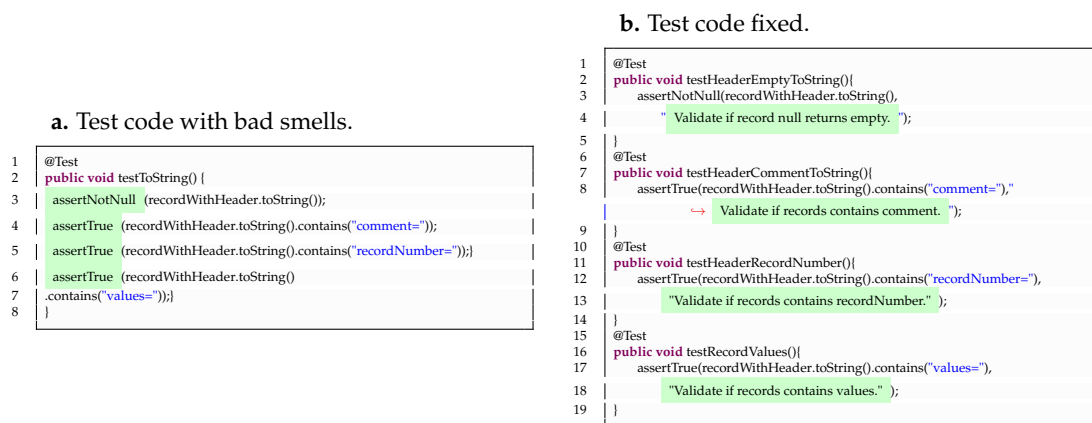 a. Test code with bad smells.
1 @Test
2 public void testToString() {
3 assertNotNull (recordWithHeader.toString());
4 assertTrue (recordWithHeader.toString().contains("comment="));
5 assertTrue (recordWithHeader.toString().contains("recordNumber="));}
6 assertTrue (recordWithHeader.toString()
7 .contains("values="));}
8 }
b. Test code fixed.
1 @Test
2 public void testHeaderEmptyToString(){
3 assertNotNull(recordWithHeader.toString(),
4 " Validate if record null returns empty. ");
5 }
6 @Test
7 public void testHeaderCommentToString(){
8 assertTrue(recordWithHeader.toString().contains("comment="),"
↪ Validate if records contains comment. ");
9 }
10 @Test
11 public void testHeaderRecordNumber(){
12 assertTrue(recordWithHeader.toString().contains("recordNumber="),
13 "Validate if records contains recordNumber." );
14 }
15 @Test
16 public void testRecordValues(){
17 assertTrue(recordWithHeader.toString().contains("values="),
18 "Validate if records contains values." );
19 }